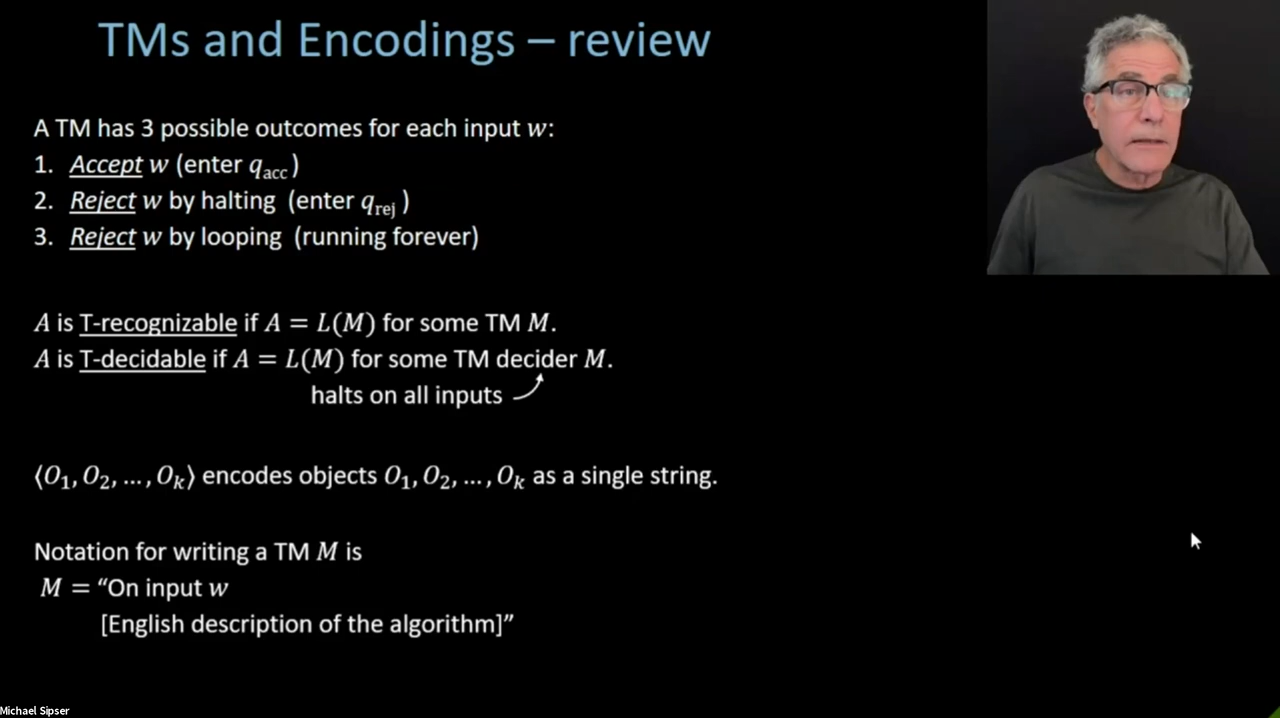 TMs and Encodings – review
A TM has 3 possible outcomes for each input w:
1. Accept w (enter q_acc)
2. Reject w by halting (enter q_rej )
3. Reject w by looping (running forever)
A is T-recognizable if A = L(M) for some TM M.
A is T-decidable if A = L(M) for some TM decider M.
halts on all inputs
⟨O₁, O₂, …, Oₖ⟩ encodes objects O₁, O₂, …, Oₖ as a single string.
Notation for writing a TM M is
M = “On input w
[English description of the algorithm]”
Michael Sipser